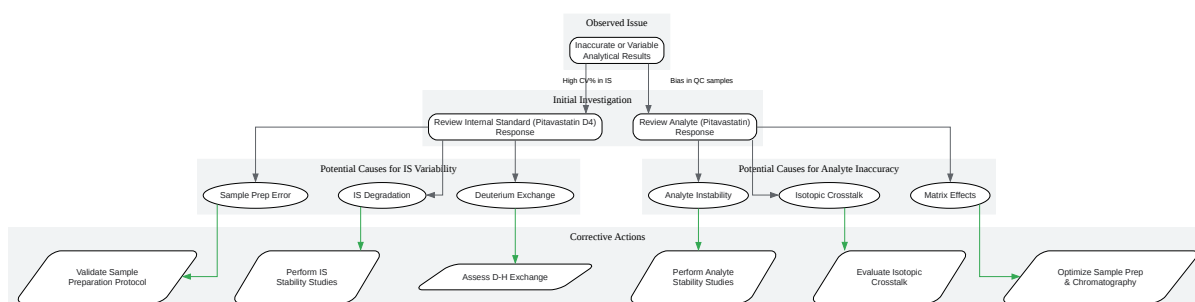 Observed Issue
Inaccurate or Variable
Analytical Results
High CV% in IS
Bias in QC samples
Initial Investigation
Review Internal Standard (Pitavastatin D4)
Response
Review Analyte (Pitavastatin)
Response
Potential Causes for IS Variability
Potential Causes for Analyte Inaccuracy
Sample Prep Error
IS Degradation
Deuterium Exchange
Analyte Instability
Isotopic Crosstalk
Matrix Effects
Corrective Actions
Validate Sample
Preparation Protocol
Perform IS
Stability Studies
Assess D-H Exchange
Perform Analyte
Stability Studies
Evaluate Isotopic
Crosstalk
Optimize Sample Prep
& Chromatography